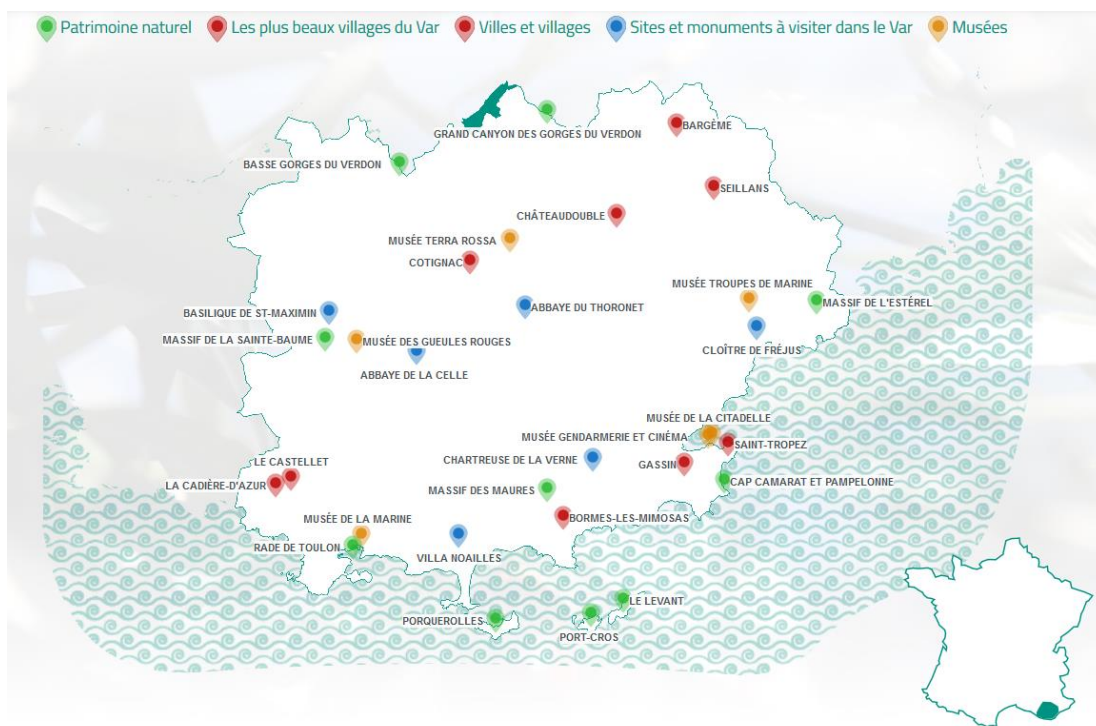 Patrimoine naturel Les plus beaux villages du Var Villes et villages Sites et monuments à visiter dans le Var Musées
BARGÈME
GRAND CANYON DES GORGES DU VERDON
BASSE GORGES DU VERDON
SEILLANS
CHÂTEAUDOUBLE
MUSÉE TERRA ROSSA
COTIGNAC
MUSÉE TROUPES DE MARINE
MASSIF DE L'ESTÉREL
ABBAYE DU THORONET
BASILIQUE DE ST-MAXIMIN
MASSIF DE LA SAINTE-BAUME
MUSÉE DES GUEULES ROUGES
CLOÎTRE DE FRÉJUS
ABBAYE DE LA CELLE
MUSÉE DE LA CITADELLE
MUSÉE GENDARMERIE ET CINÉMA
SAINT-TROPEZ
CHARTREUSE DE LA VERNE
LE CASTELLET
GASSIN
CAP CAMARAT ET PAMPELONNE
LA CADIÈRE-D'AZUR
MASSIF DES MAURES
MUSÉE DE LA MARINE
BORMES-LES-MIMOSAS
RADE DE TOULON
VILLA NOAILLES
LE LEVANT
PORQUEROLLES
PORT-CROS